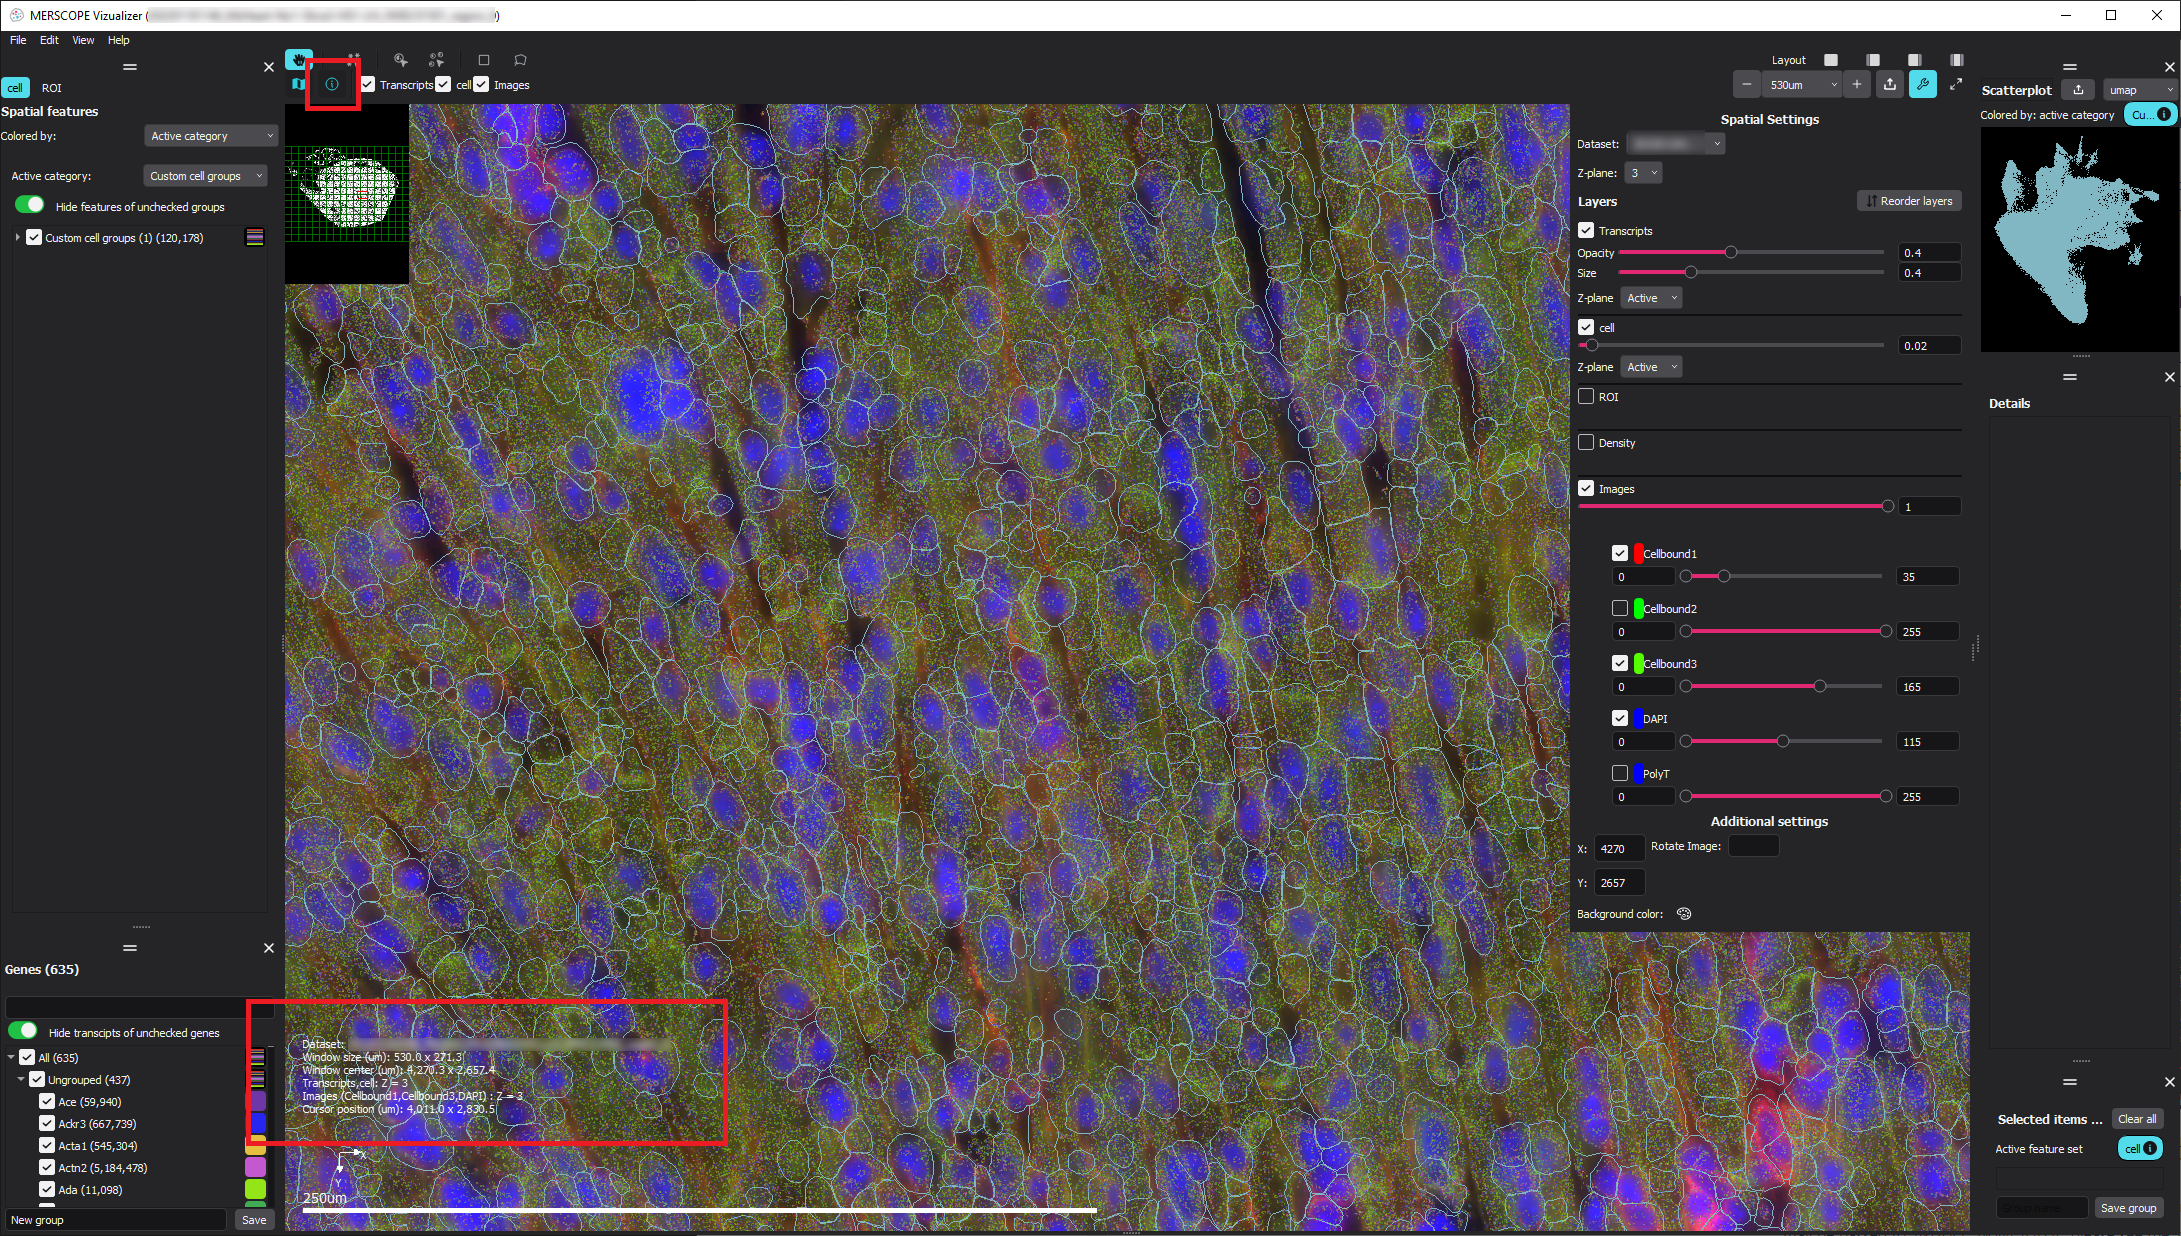 MERSCOPE Vizualizer (
File Edit View Help
cell ROI
Spatial features
Colored by: Active category
Active category: Custom cell groups
Hide features of unchecked groups
Custom cell groups (1) (120,178)
Genes (635)
Hide transcipts of unchecked genes
All (635)
Ungrouped (437)
Ace (59,940)
Ackr3 (667,739)
Acta1 (545,304)
Actn2 (5,184,478)
Ada (11,098)
New group Save
Transcripts cell Images
Layout
530um
Dataset:
Window size (um): 530.0 x 271.3
Window center (um): 4,270.3 x 2,657.4
Transcripts,cell: Z = 3
Images (Cellbound1,Cellbound3,DAPI) : Z = 3
Cursor position (um): 4,011.0 x 2,830.5
X
Y
250um
Spatial Settings
Dataset:
Z-plane: 3
Layers Reorder layers
Transcripts
Opacity 0.4
Size 0.4
Z-plane Active
cell
0.02
Z-plane Active
ROI
Density
Images
1
Cellbound1
0 35
Cellbound2
0 255
Cellbound3
0 165
DAPI
0 115
PolyT
0 255
Additional settings
X: 4270 Rotate Image:
Y: 2657
Background color:
Scatterplot umap
Colored by: active category Cu...
Details
Selected items ... Clear all
Active feature set cell
Group name Save group